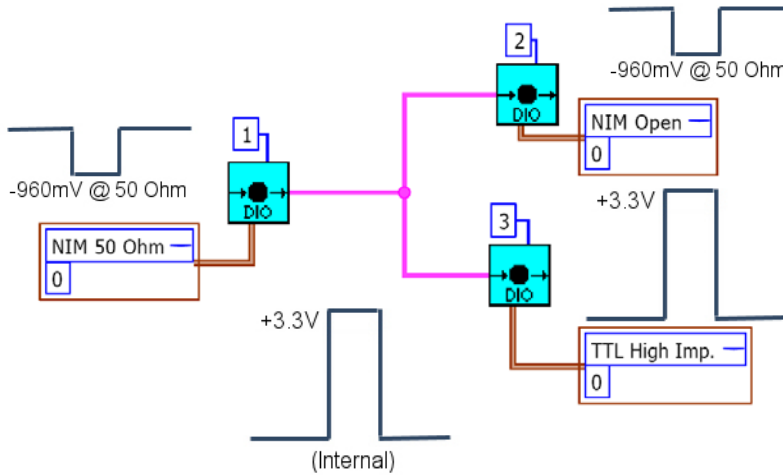 2
-960mV @ 50 Ohm
DIO
NIM Open
0
1
-960mV @ 50 Ohm
DIO
NIM 50 Ohm
0
3
+3.3V
DIO
+3.3V
TTL High Imp.
0
(Internal)